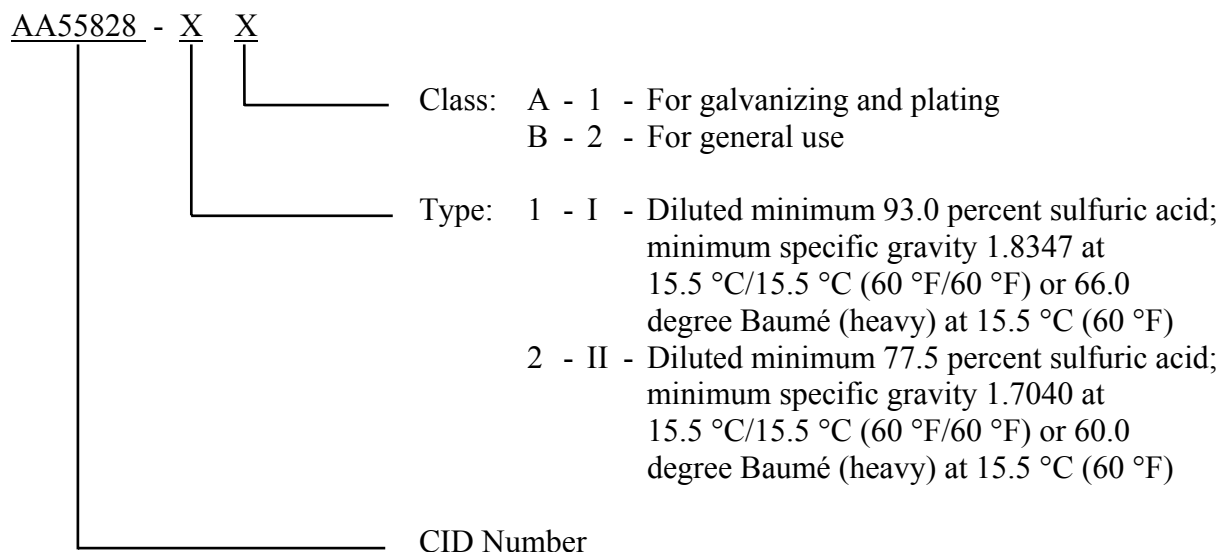 AA55828 - X X
Class: A - 1 - For galvanizing and plating
B - 2 - For general use
Type: 1 - I - Diluted minimum 93.0 percent sulfuric acid;
minimum specific gravity 1.8347 at
15.5 °C/15.5 °C (60 °F/60 °F) or 66.0
degree Baumé (heavy) at 15.5 °C (60 °F)
2 - II - Diluted minimum 77.5 percent sulfuric acid;
minimum specific gravity 1.7040 at
15.5 °C/15.5 °C (60 °F/60 °F) or 60.0
degree Baumé (heavy) at 15.5 °C (60 °F)
CID Number